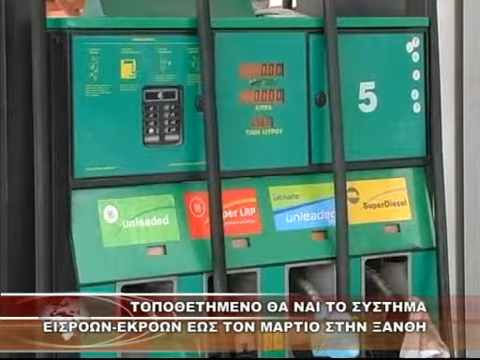 ΛΙΤΡΑ
ΤΙΜΗ ΛΙΤΡΟΥ
5
unleaded
Super LRP
unleaded
SuperDiesel
ΤΟΠΟΘΕΤΗΜΕΝΟ ΘΑ ΝΑΙ ΤΟ ΣΥΣΤΗΜΑ
ΕΙΣΡΟΩΝ-ΕΚΡΟΩΝ ΕΩΣ ΤΟΝ ΜΑΡΤΙΟ ΣΤΗΝ ΞΑΝΘΗ